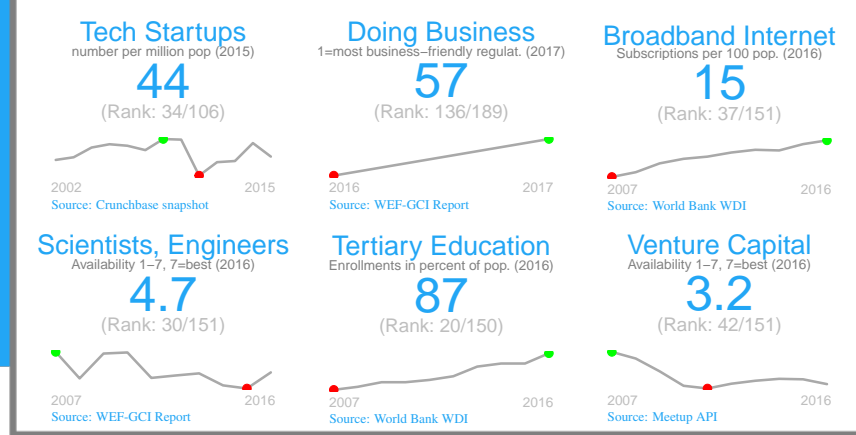 Tech Startups
number per million pop (2015)
44
(Rank: 34/106)
2002 2015
Source: Crunchbase snapshot
Doing Business
1=most business−friendly regulat. (2017)
57
(Rank: 136/189)
2016 2017
Source: WEF-GCI Report
Broadband Internet
Subscriptions per 100 pop. (2016)
15
(Rank: 37/151)
2007 2016
Source: World Bank WDI
Scientists, Engineers
Availability 1−7, 7=best (2016)
4.7
(Rank: 30/151)
2007 2016
Source: WEF-GCI Report
Tertiary Education
Enrollments in percent of pop. (2016)
87
(Rank: 20/150)
2007 2016
Source: World Bank WDI
Venture Capital
Availability 1−7, 7=best (2016)
3.2
(Rank: 42/151)
2007 2016
Source: Meetup API